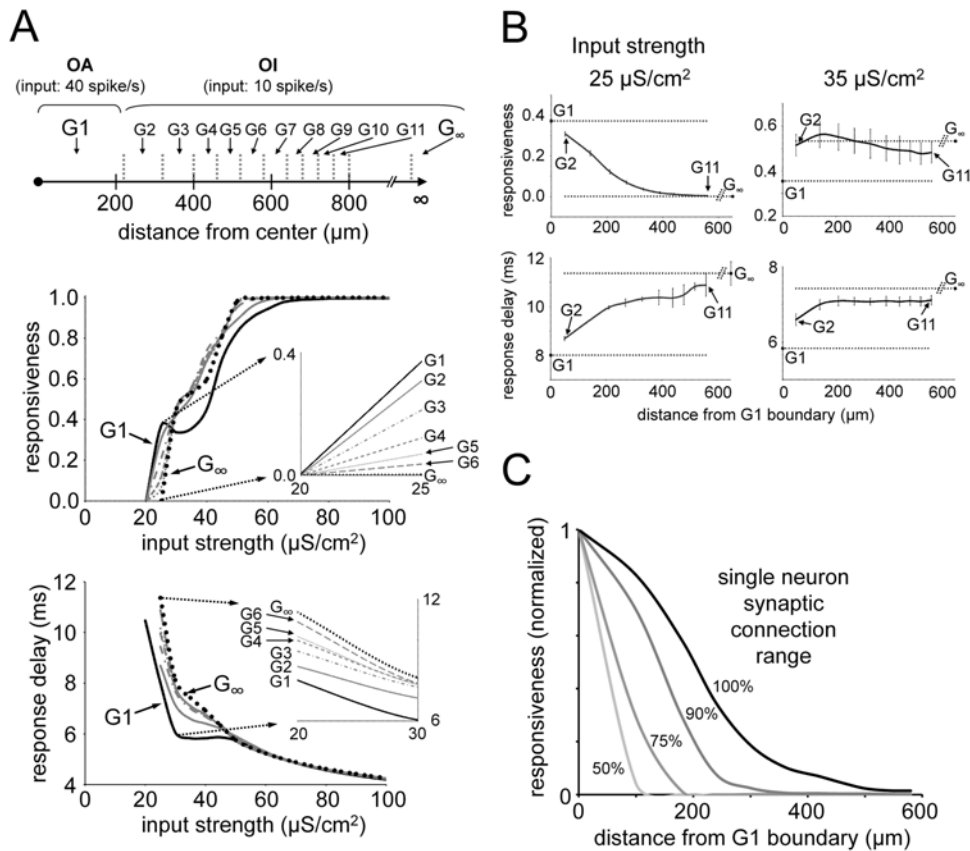 A
OA
OI
(input: 40 spike/s)
(input: 10 spike/s)
G1
G2 G3 G4 G5 G6 G7 G8 G9 G10 G11 G∞
200 400 600 800 ∞
distance from center (µm)
responsiveness
1.0
0.8
0.6
0.4
0.2
0.0
G1
G∞
0.4
0.0
20 25
G1
G2
G3
G4
G5
G6
G∞
0 20 40 60 80 100
input strength (µS/cm²)
response delay (ms)
12
10
8
6
4
G1
G∞
G∞
G6
G5
G4
G3
G2
G1
12
6
20 30
0 20 40 60 80 100
input strength (µS/cm²)
B
Input strength
25 µS/cm² 35 µS/cm²
responsiveness
0.4
0.2
0.0
G1
G2
G11
G∞
0 200 400 600
0.6
0.4
0.2
G2
G∞
G11
G1
0 200 400 600
response delay (ms)
12
10
8
G∞
G2
G11
G1
0 200 400 600
8
6
4
G∞
G2
G11
G1
0 200 400 600
distance from G1 boundary (µm)
C
responsiveness (normalized)
1
0
single neuron
synaptic
connection
range
100%
90%
75%
50%
0 200 400 600
distance from G1 boundary (µm)